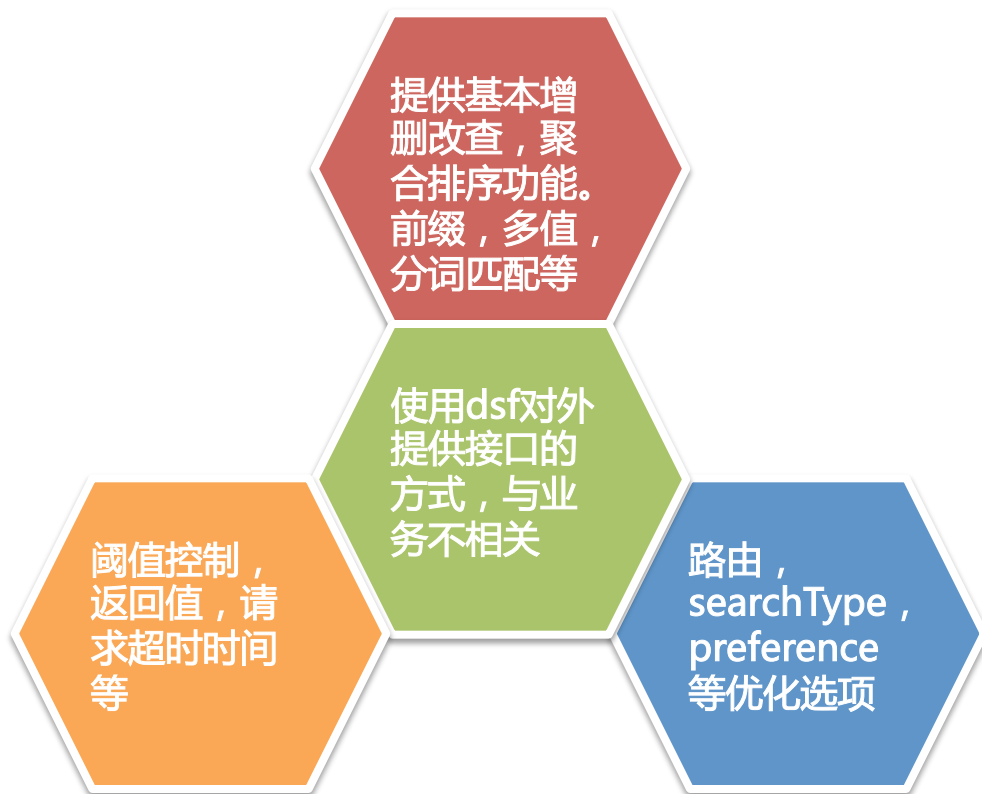 提供基本增
删改查，聚
合排序功能。
前缀，多值，
分词匹配等
使用dsf对外
提供接口的
方式，与业
务不相关
阈值控制，
返回值，请
求超时时间
等
路由，
searchType，
preference
等优化选项